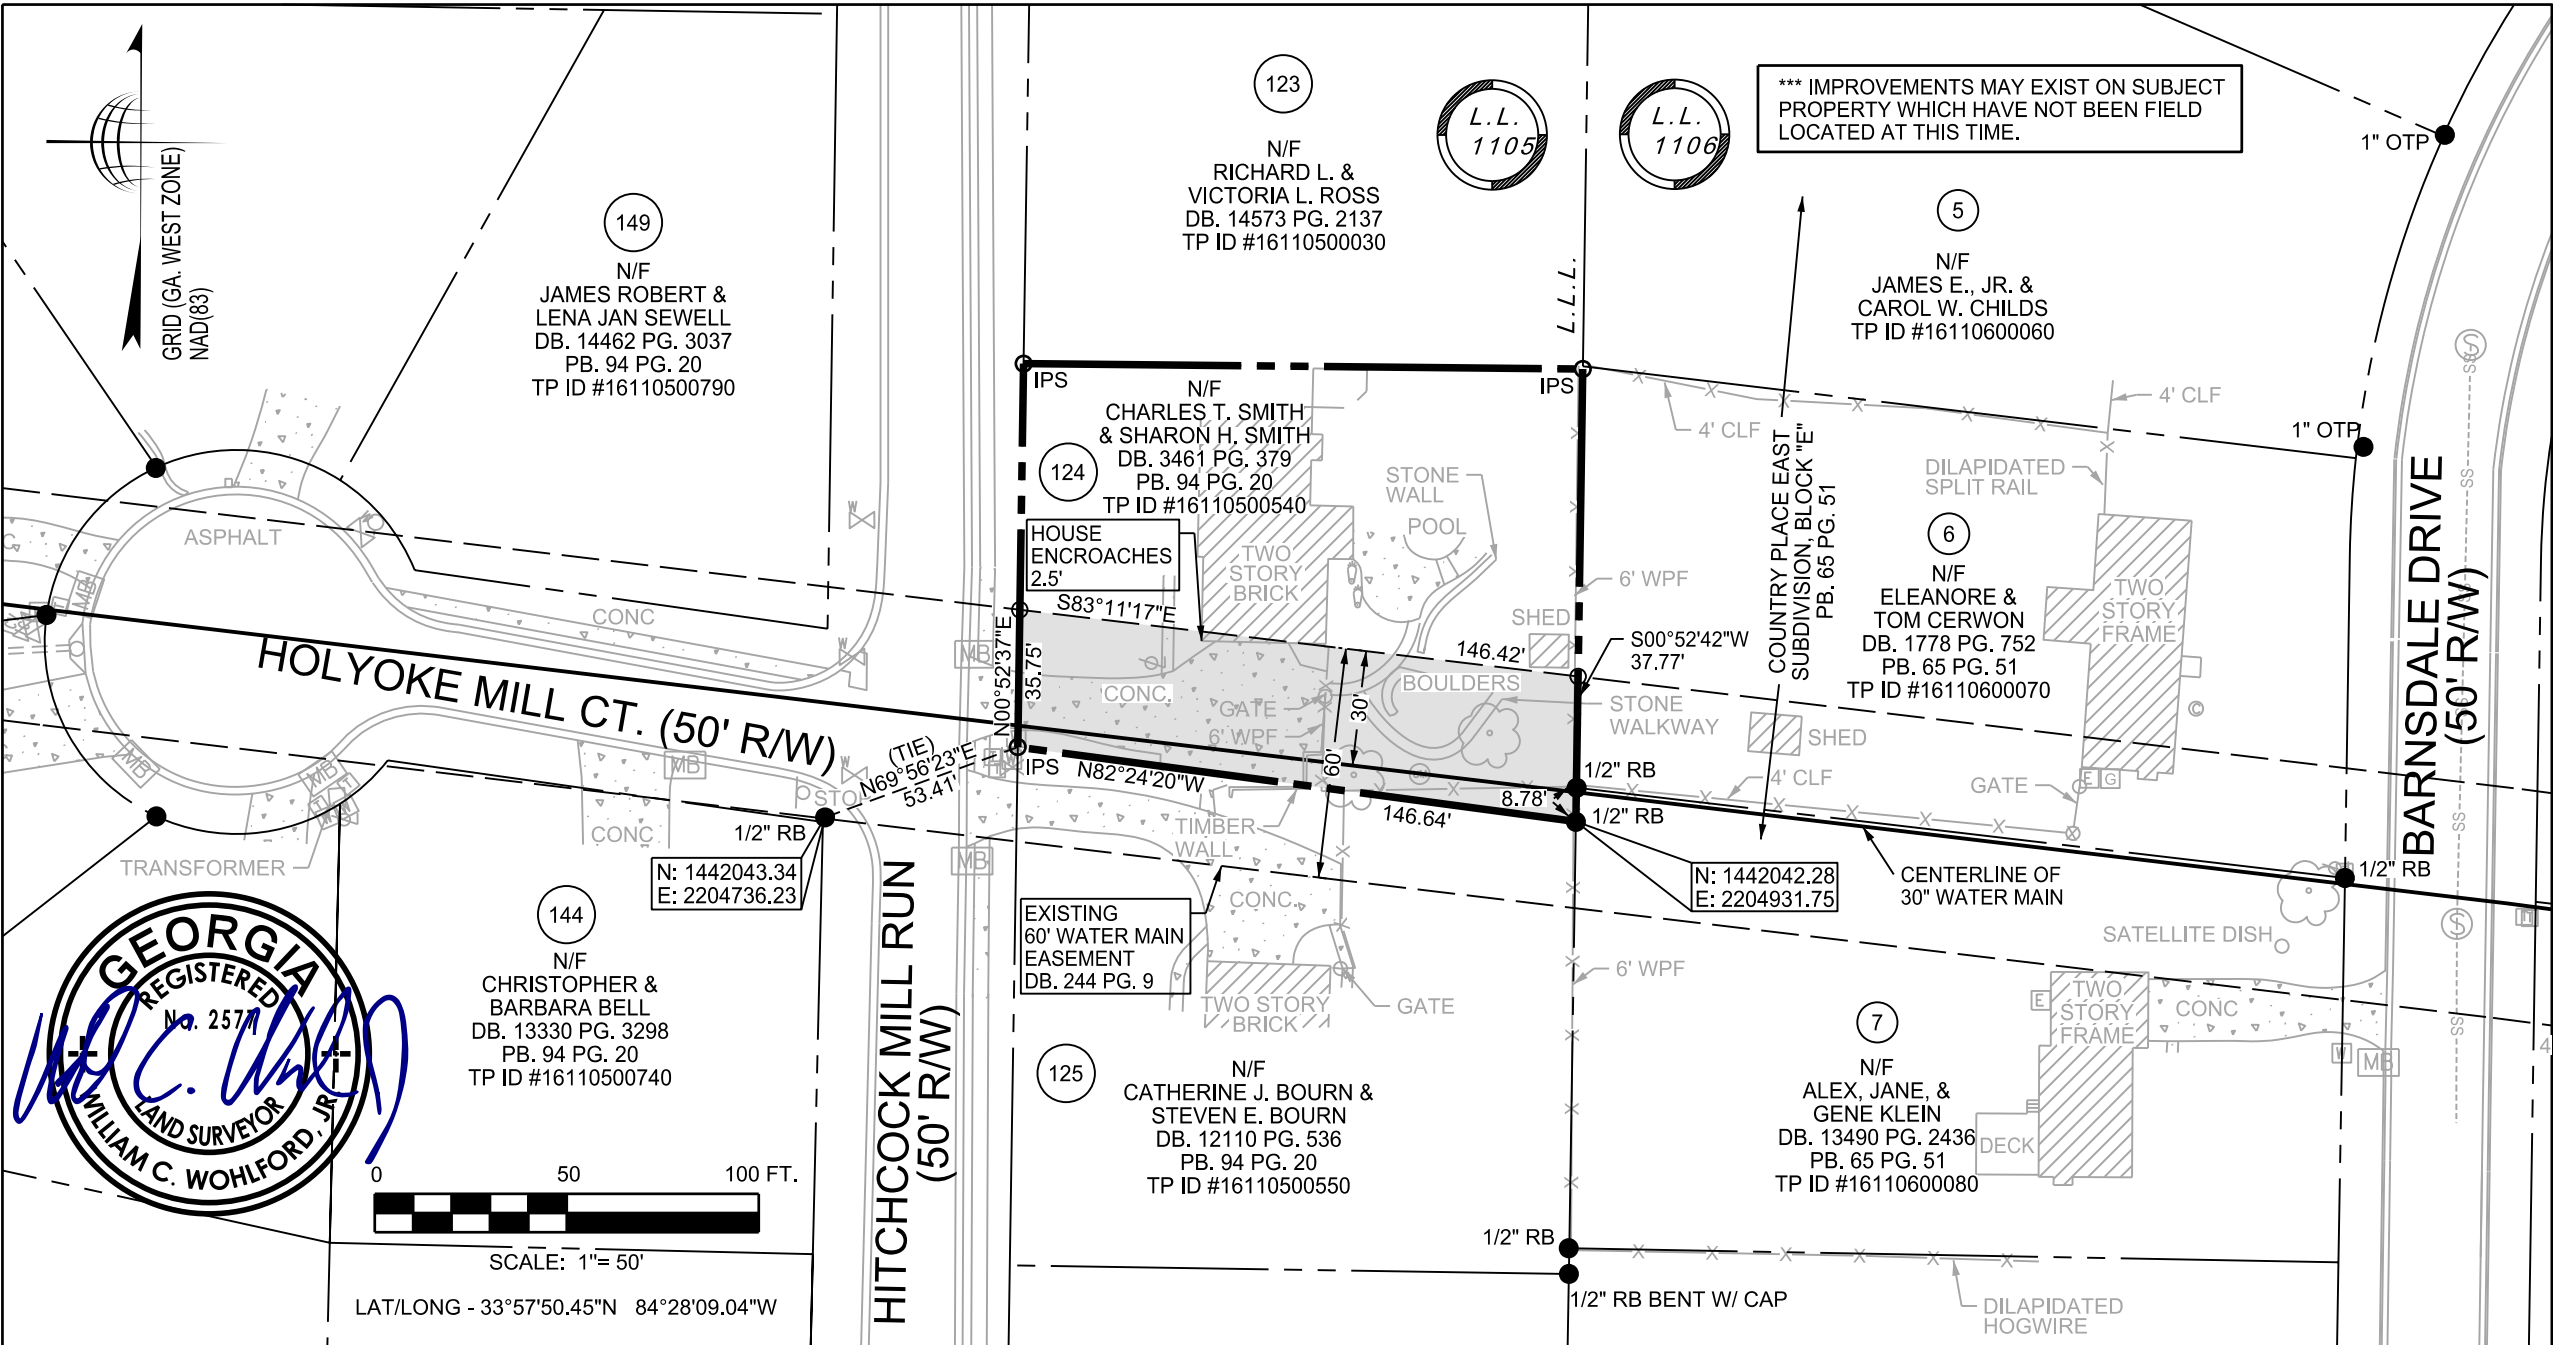 GRID (GA. WEST ZONE)
NAD(83)
149
N/F
JAMES ROBERT &
LENA JAN SEWELL
DB. 14462 PG. 3037
PB. 94 PG. 20
TP ID #16110500790
123
N/F
RICHARD L. &
VICTORIA L. ROSS
DB. 14573 PG. 2137
TP ID #16110500030
L.L.
1105
L.L.
1106
*** IMPROVEMENTS MAY EXIST ON SUBJECT
PROPERTY WHICH HAVE NOT BEEN FIELD
LOCATED AT THIS TIME.
1" OTP
5
N/F
JAMES E., JR. &
CAROL W. CHILDS
TP ID #16110600060
L.L.L.
COUNTRY PLACE EAST
SUBDIVISION, BLOCK "E"
PB. 65 PG. 51
IPS
IPS
N/F
CHARLES T. SMITH
& SHARON H. SMITH
DB. 3461 PG. 379
PB. 94 PG. 20
TP ID #16110500540
124
HOUSE
ENCROACHES
2.5'
TWO
STORY
BRICK
STONE
WALL
POOL
4' CLF
4' CLF
1" OTP
DILAPIDATED
SPLIT RAIL
6
N/F
ELEANORE &
TOM CERWON
DB. 1778 PG. 752
PB. 65 PG. 51
TP ID #16110600070
TWO
STORY
FRAME
BARNSDALE DRIVE
(50' R/W)
SS
SS
SS
SS
S
S
ASPHALT
CONC
MB
MB
MB
MB
MB
MB
MB
W
W
W
W
HOLYOKE MILL CT. (50' R/W)
S83°11'17"E
146.42'
N00°52'37"E
35.75'
6' WPF
SHED
S00°52'42"W
37.77'
CONC.
GATE
6' WPF
BOULDERS
STONE
WALKWAY
30'
60'
SHED
4' CLF
GATE
E
G
C
(TIE)
N69°56'23"E
53.41'
IPS
N82°24'20"W
146.64'
8.78'
1/2" RB
1/2" RB
STO
1/2" RB
CONC
TRANSFORMER
N: 1442043.34
E: 2204736.23
TIMBER
WALL
N: 1442042.28
E: 2204931.75
CENTERLINE OF
30" WATER MAIN
1/2" RB
EXISTING
60' WATER MAIN
EASEMENT
DB. 244 PG. 9
CONC.
TWO STORY
BRICK
GATE
6' WPF
SATELLITE DISH
144
N/F
CHRISTOPHER &
BARBARA BELL
DB. 13330 PG. 3298
PB. 94 PG. 20
TP ID #16110500740
HITCHCOCK MILL RUN
(50' R/W)
125
N/F
CATHERINE J. BOURN &
STEVEN E. BOURN
DB. 12110 PG. 536
PB. 94 PG. 20
TP ID #16110500550
7
N/F
ALEX, JANE, &
GENE KLEIN
DB. 13490 PG. 2436
PB. 65 PG. 51
TP ID #16110600080
E
TWO
STORY
FRAME
CONC
DECK
W
MB
4
GEORGIA
REGISTERED
No. 2577
LAND SURVEYOR
WILLIAM C. WOHLFORD, JR.
0 50 100 FT.
SCALE: 1"= 50'
LAT/LONG - 33°57'50.45"N 84°28'09.04"W
1/2" RB
1/2" RB BENT W/ CAP
DILAPIDATED
HOGWIRE